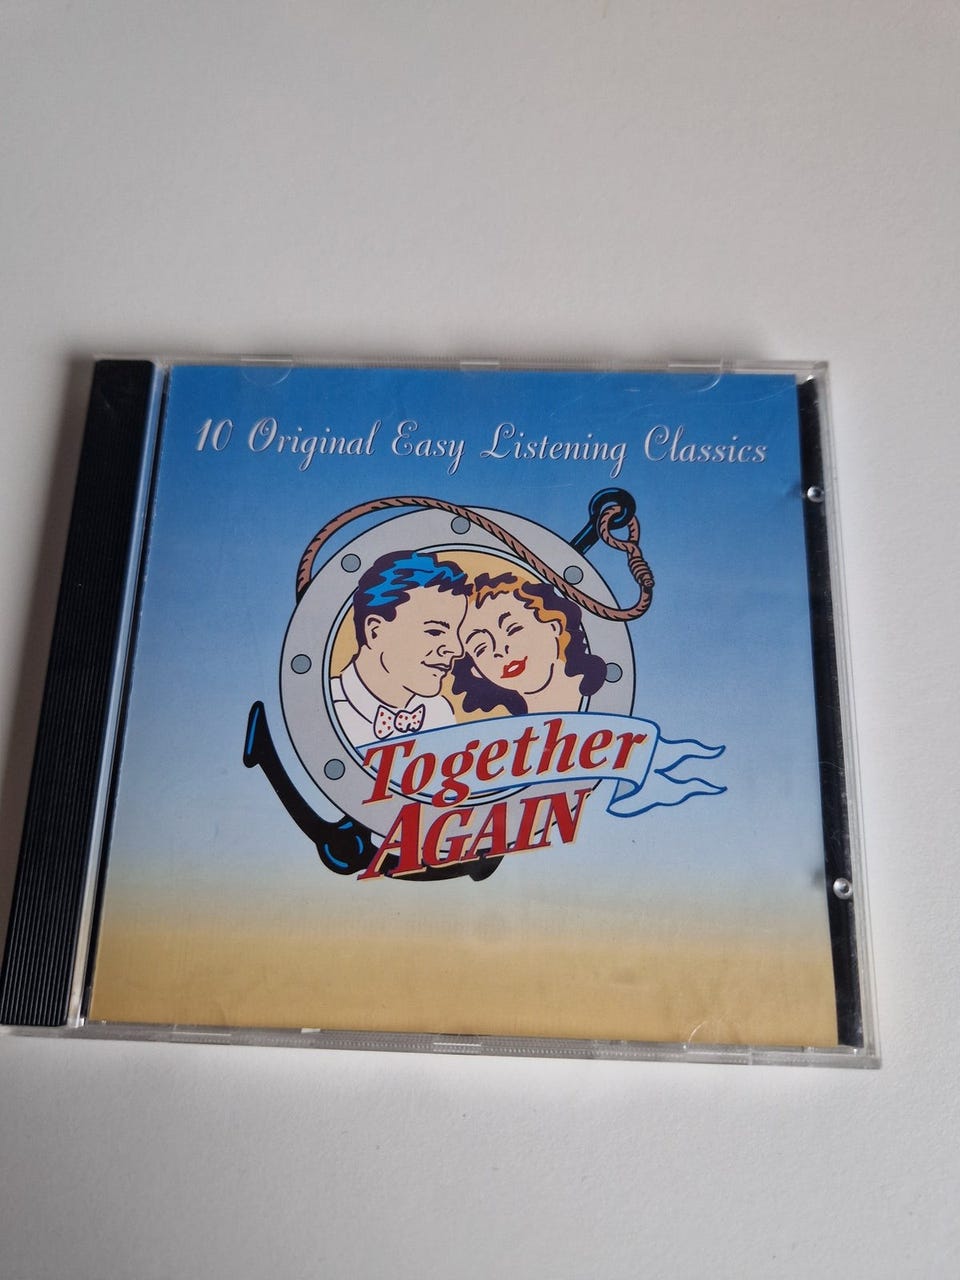 10 Original Easy Listening Classics
Together
AGAIN